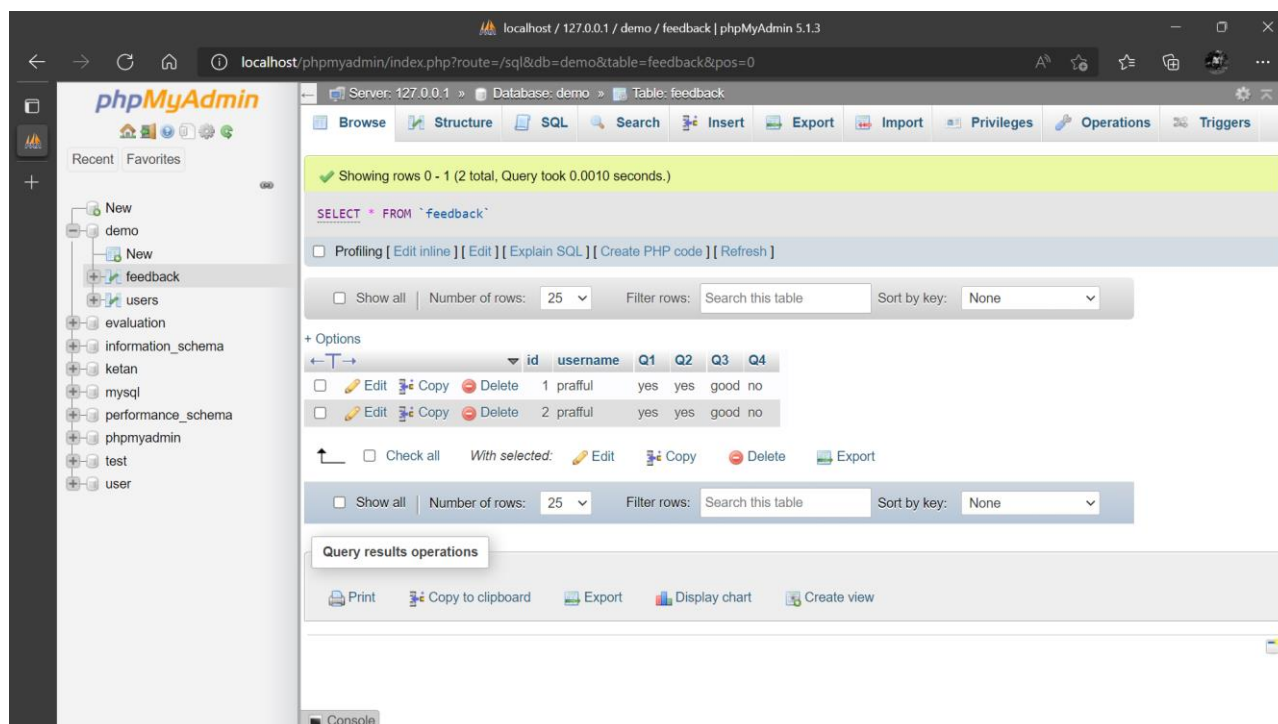 localhost / 127.0.0.1 / demo / feedback | phpMyAdmin 5.1.3
localhost/phpmyadmin/index.php?route=/sql&db=demo&table=feedback&pos=0
phpMyAdmin
Recent Favorites
New
demo
New
feedback
users
evaluation
information_schema
ketan
mysql
performance_schema
phpmyadmin
test
user
Server: 127.0.0.1 » Database: demo » Table: feedback
Browse Structure SQL Search Insert Export Import Privileges Operations Triggers
Showing rows 0 - 1 (2 total, Query took 0.0010 seconds.)
SELECT * FROM `feedback`
Profiling [ Edit inline ] [ Edit ] [ Explain SQL ] [ Create PHP code ] [ Refresh ]
Show all | Number of rows: 25 Filter rows: Search this table Sort by key: None
+ Options
←T→ id username Q1 Q2 Q3 Q4
Edit Copy Delete 1 prafful yes yes good no
Edit Copy Delete 2 prafful yes yes good no
Check all With selected: Edit Copy Delete Export
Show all | Number of rows: 25 Filter rows: Search this table Sort by key: None
Query results operations
Print Copy to clipboard Export Display chart Create view
Console